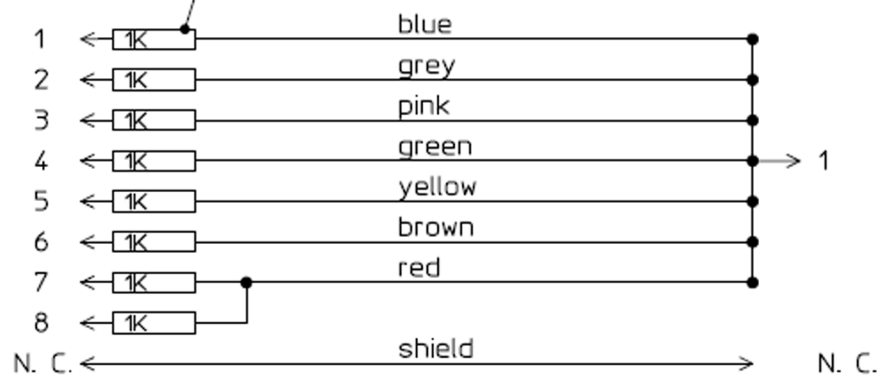 1 1K blue
2 1K grey
3 1K pink
4 1K green 1
5 1K yellow
6 1K brown
7 1K red
8 1K
N. C. shield N. C.